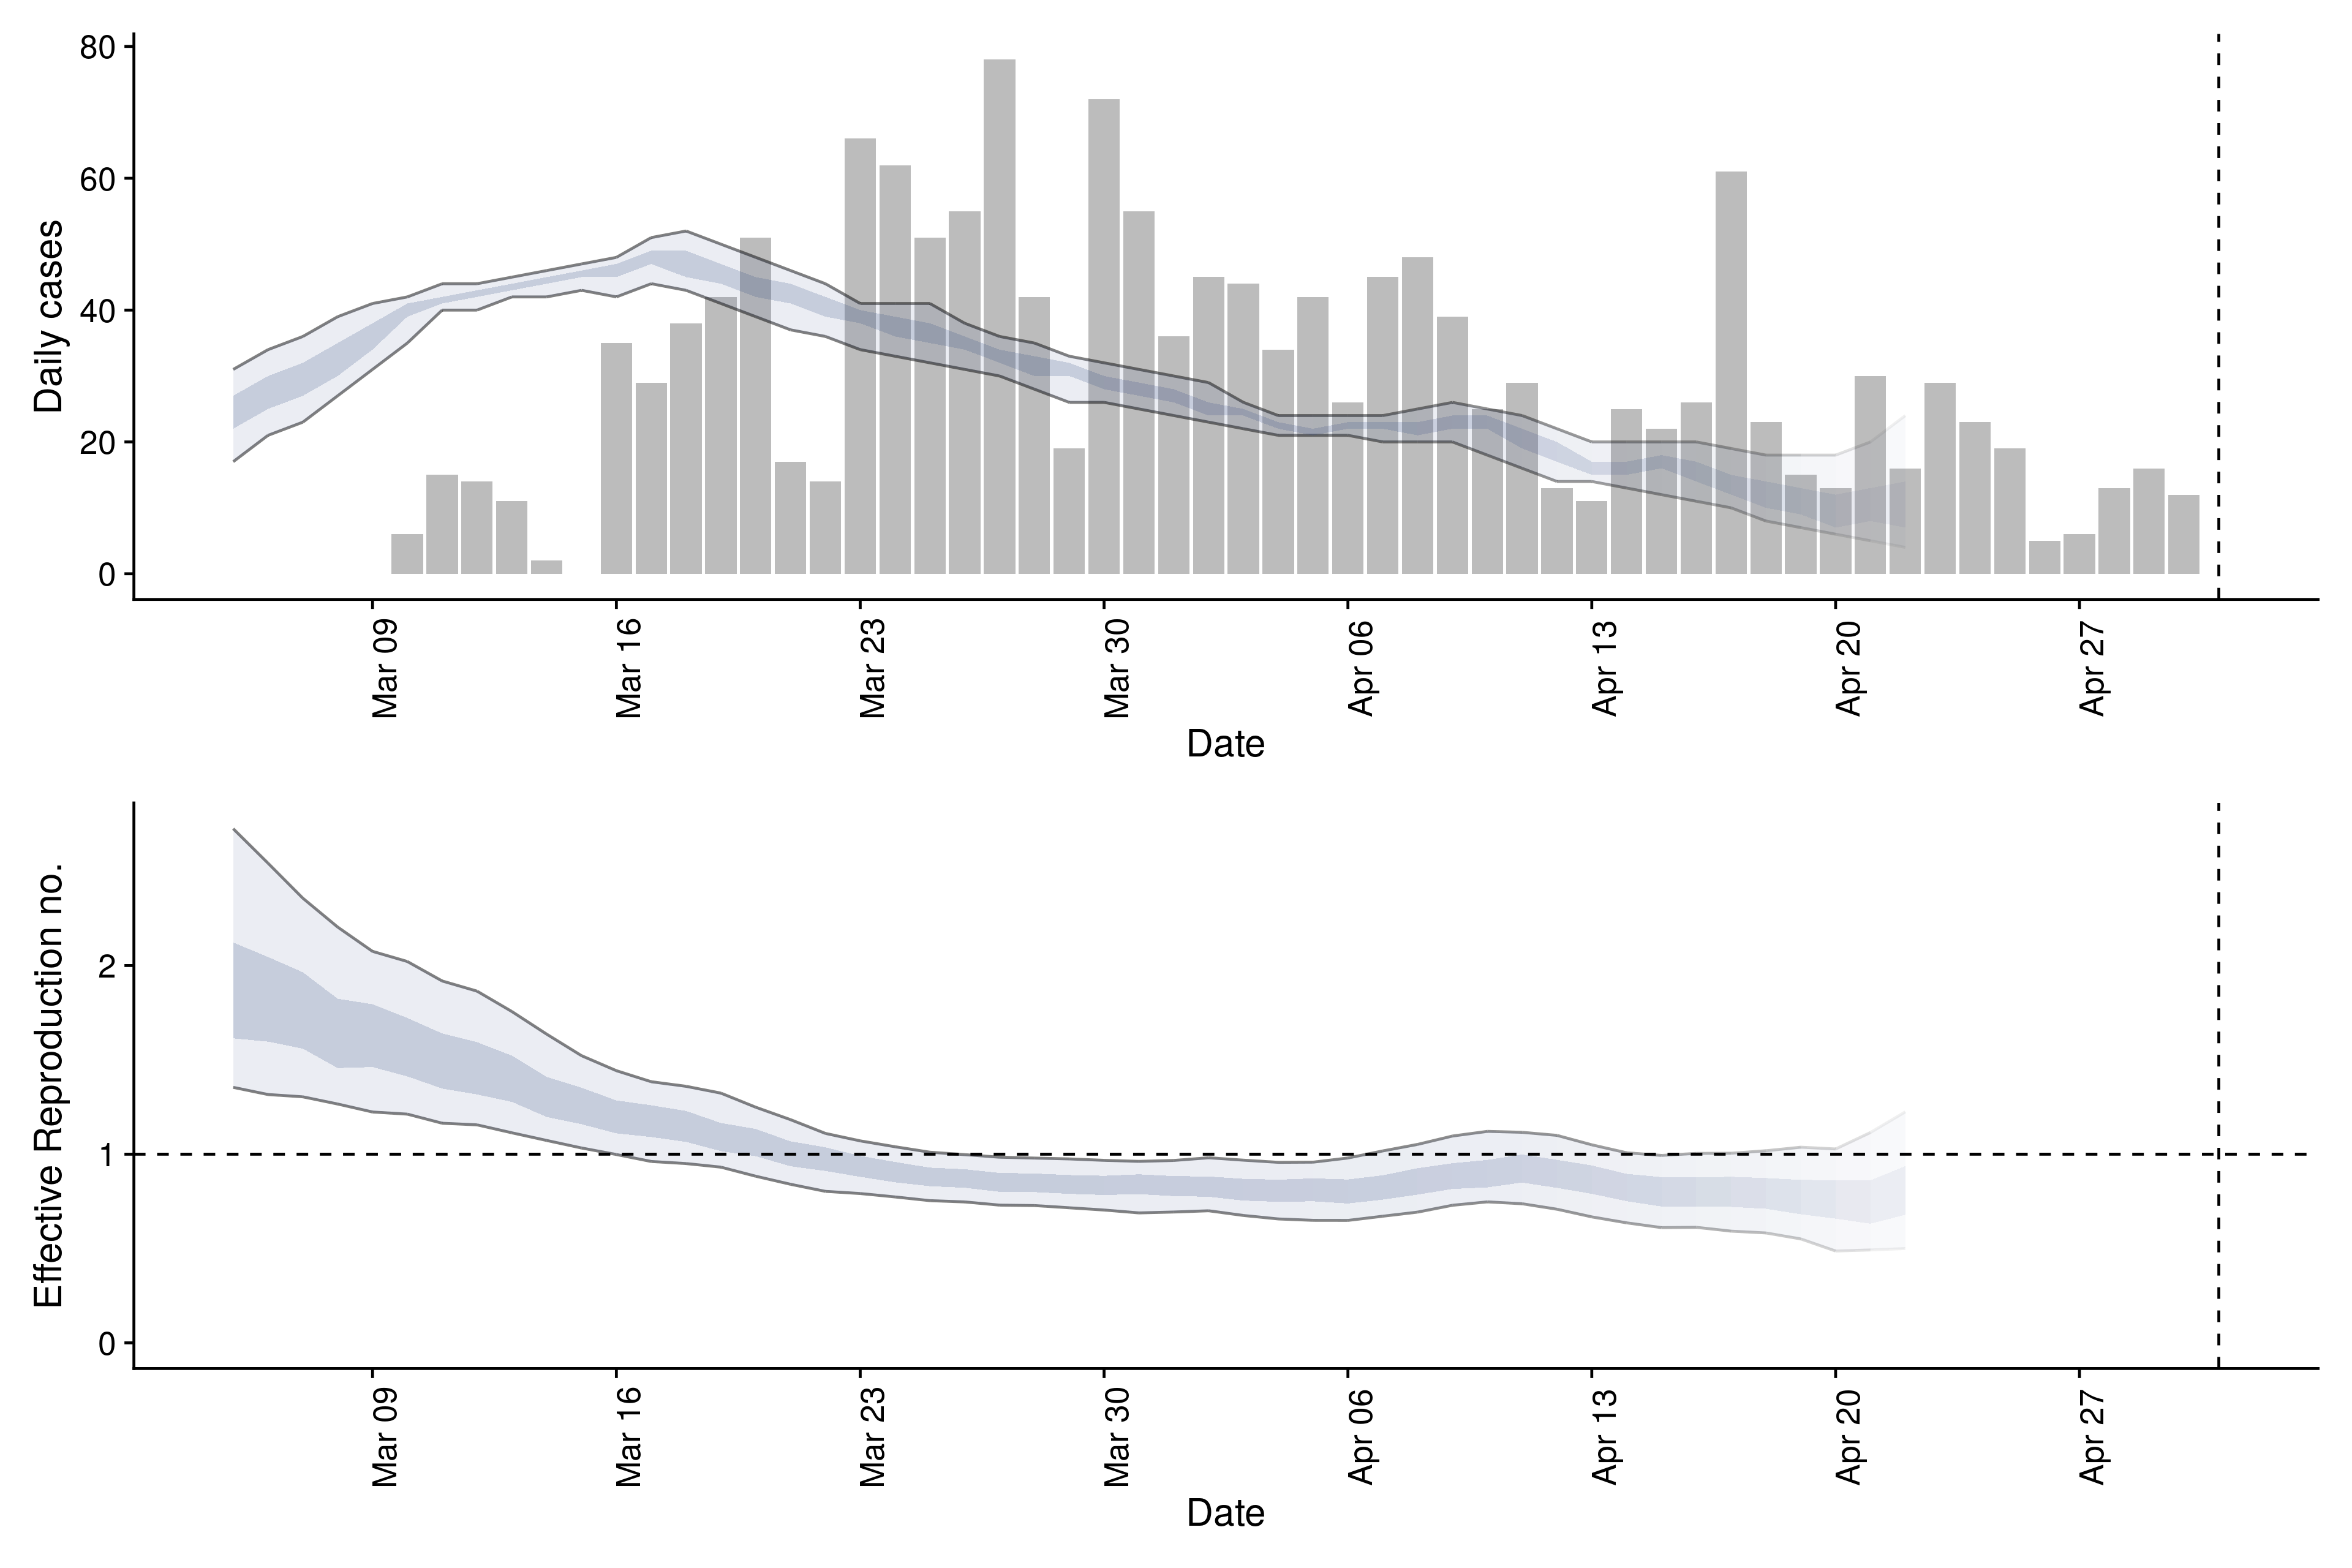 Daily cases
80
60
40
20
0
Mar 09
Mar 16
Mar 23
Mar 30
Apr 06
Apr 13
Apr 20
Apr 27
Date
Effective Reproduction no.
2
1
0
Mar 09
Mar 16
Mar 23
Mar 30
Apr 06
Apr 13
Apr 20
Apr 27
Date